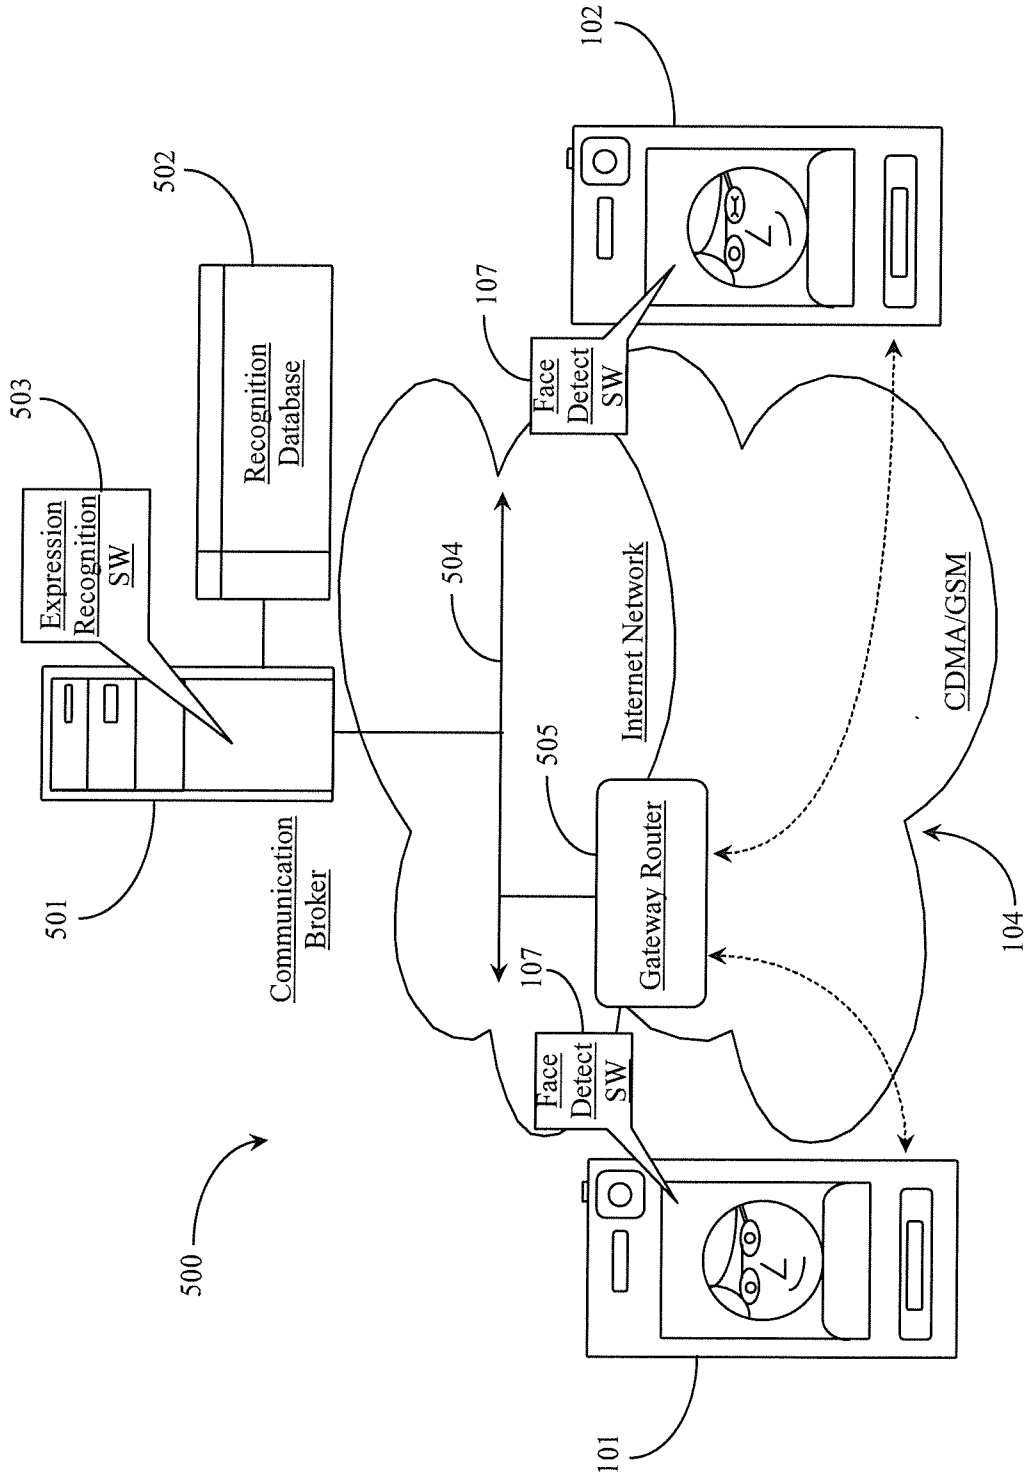 500
501
Communication
Broker
503
Expression
Recognition
SW
502
Recognition
Database
504
505
Internet Network
Gateway Router
107
Face
Detect
SW
107
Face
Detect
SW
101
102
CDMA/GSM
104